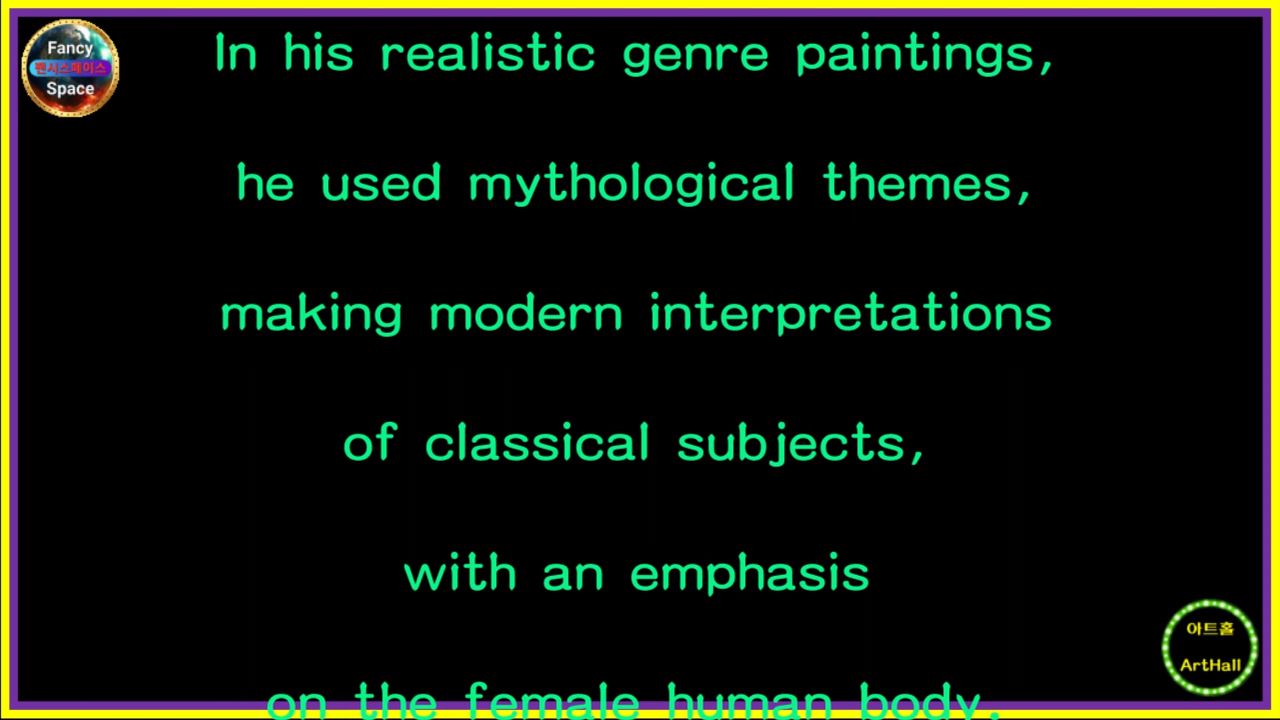 Fancy
팬시스페이스
Space
In his realistic genre paintings,
he used mythological themes,
making modern interpretations
of classical subjects,
with an emphasis
on the female human body.
아트홀
ArtHall